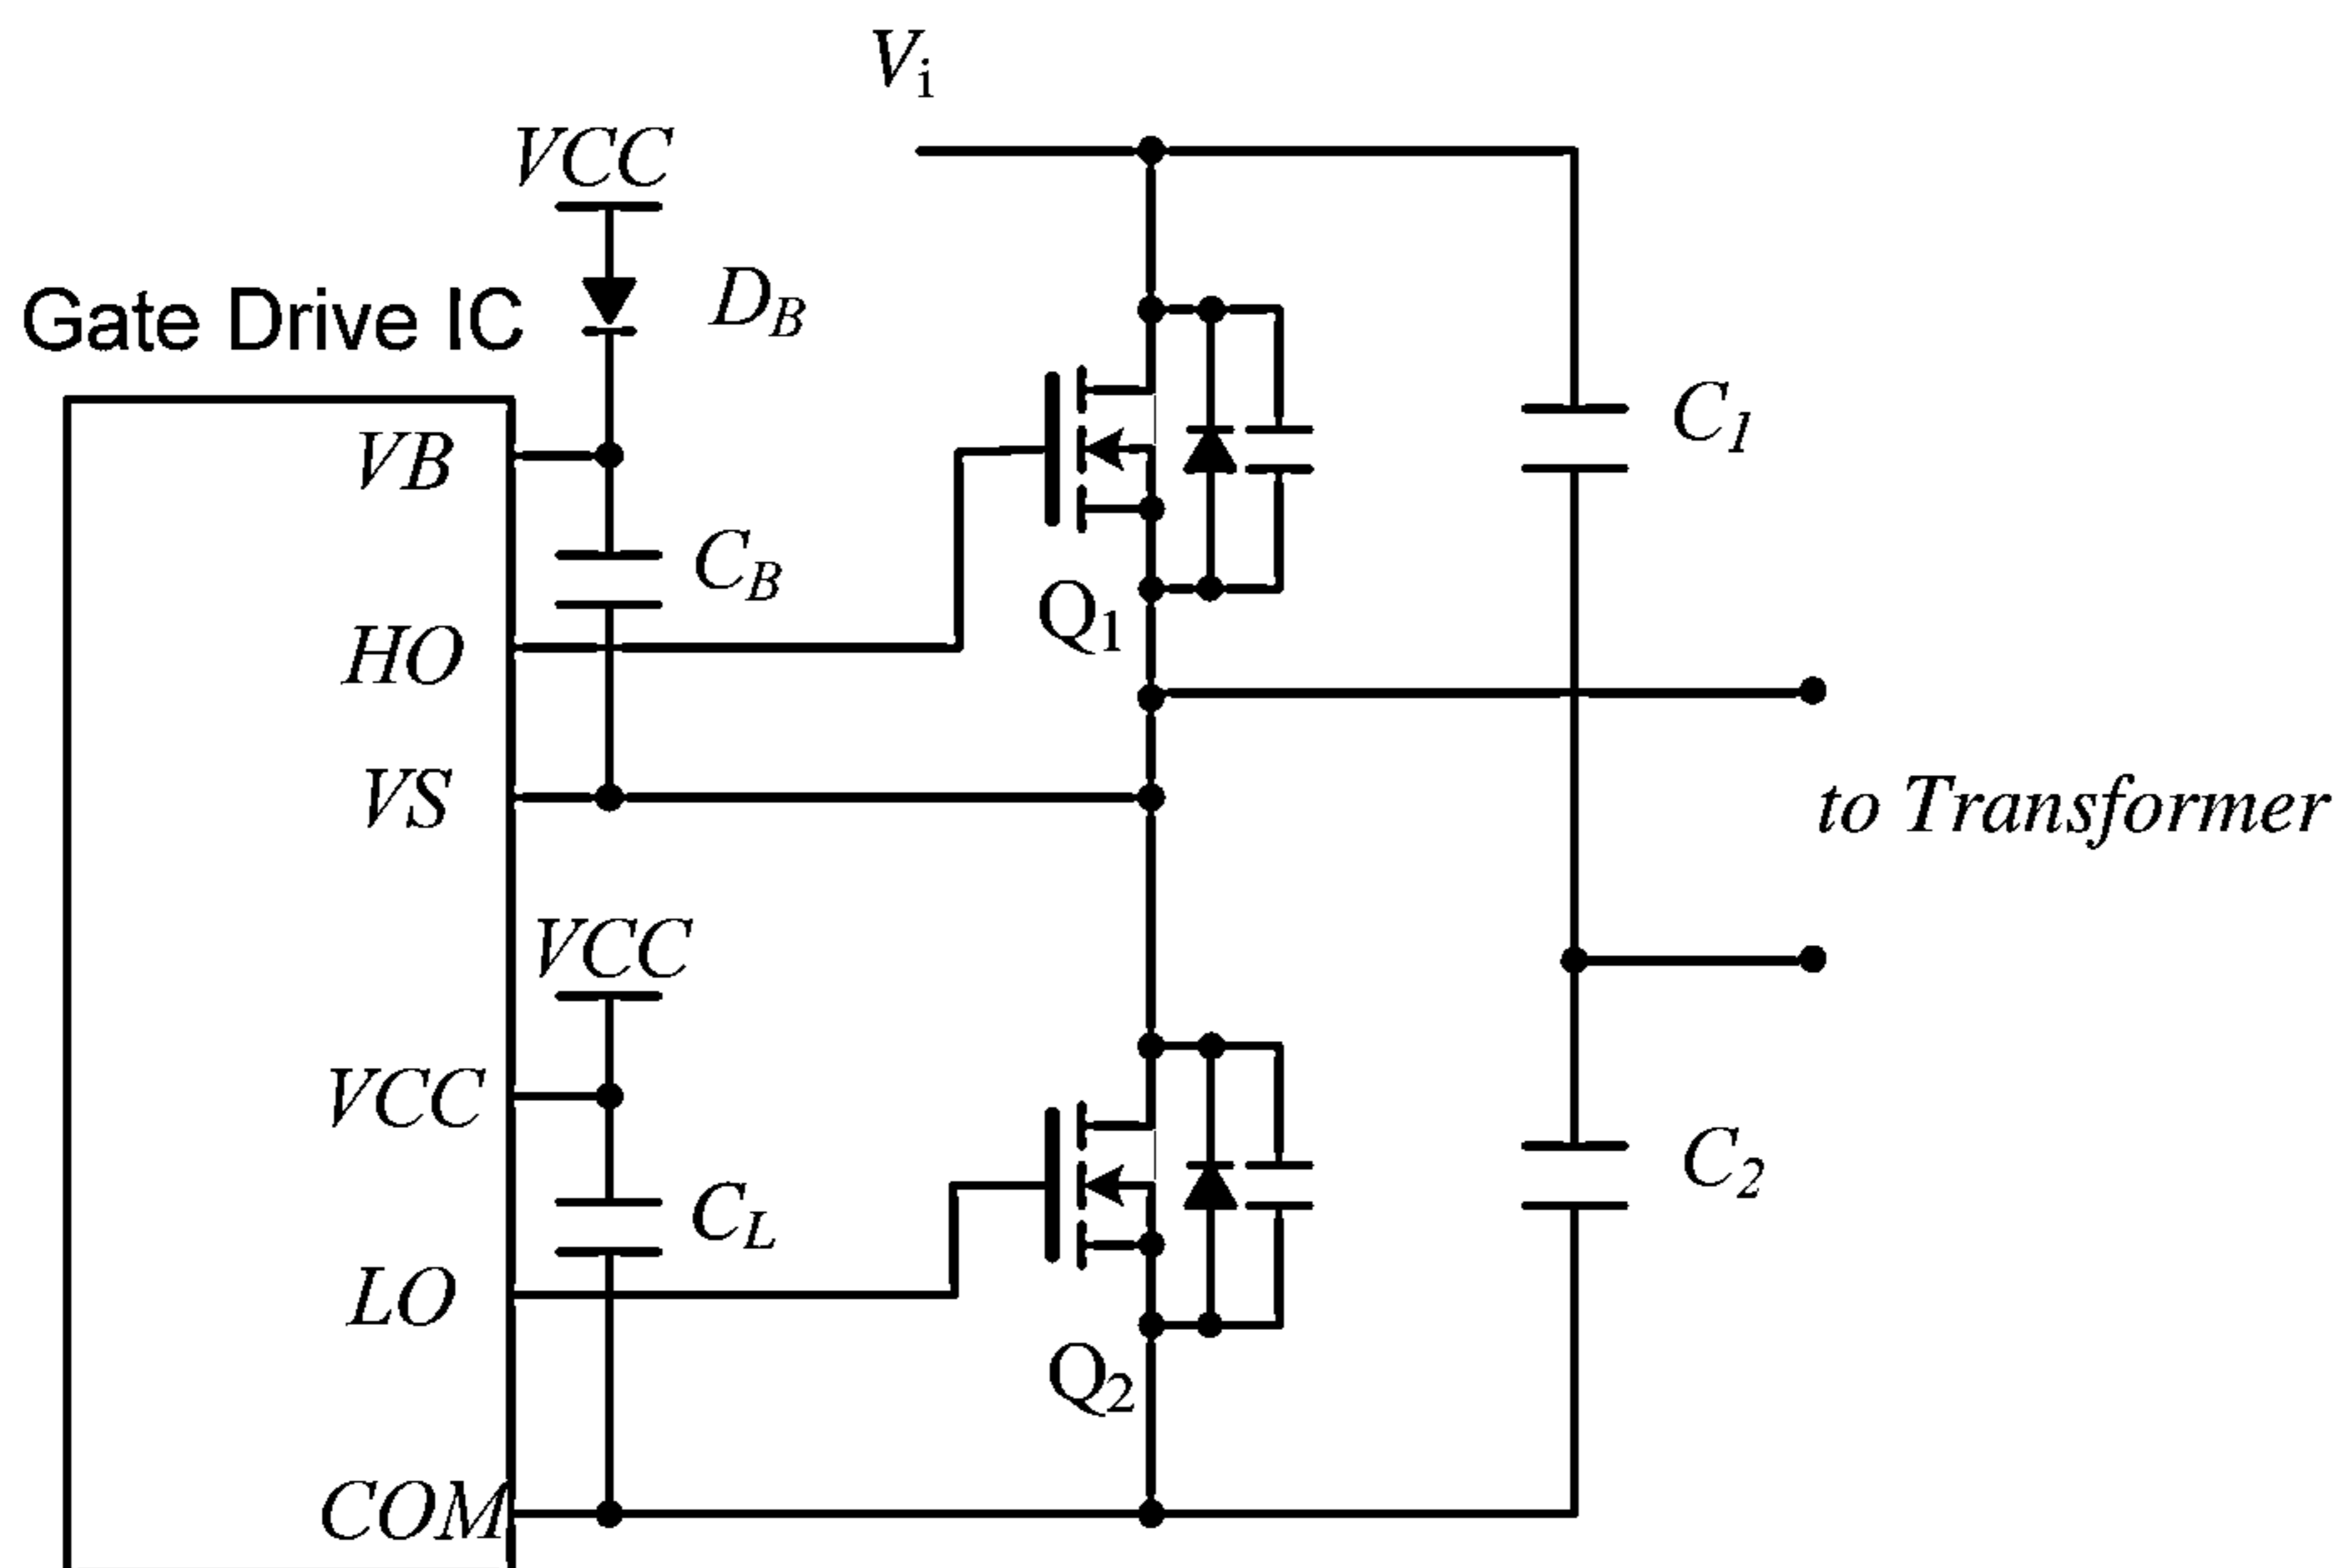 Vi
VCC
DB
Gate Drive IC
VB
C1
CB
Q1
HO
VS
to Transformer
VCC
VCC
C2
CL
LO
Q2
COM